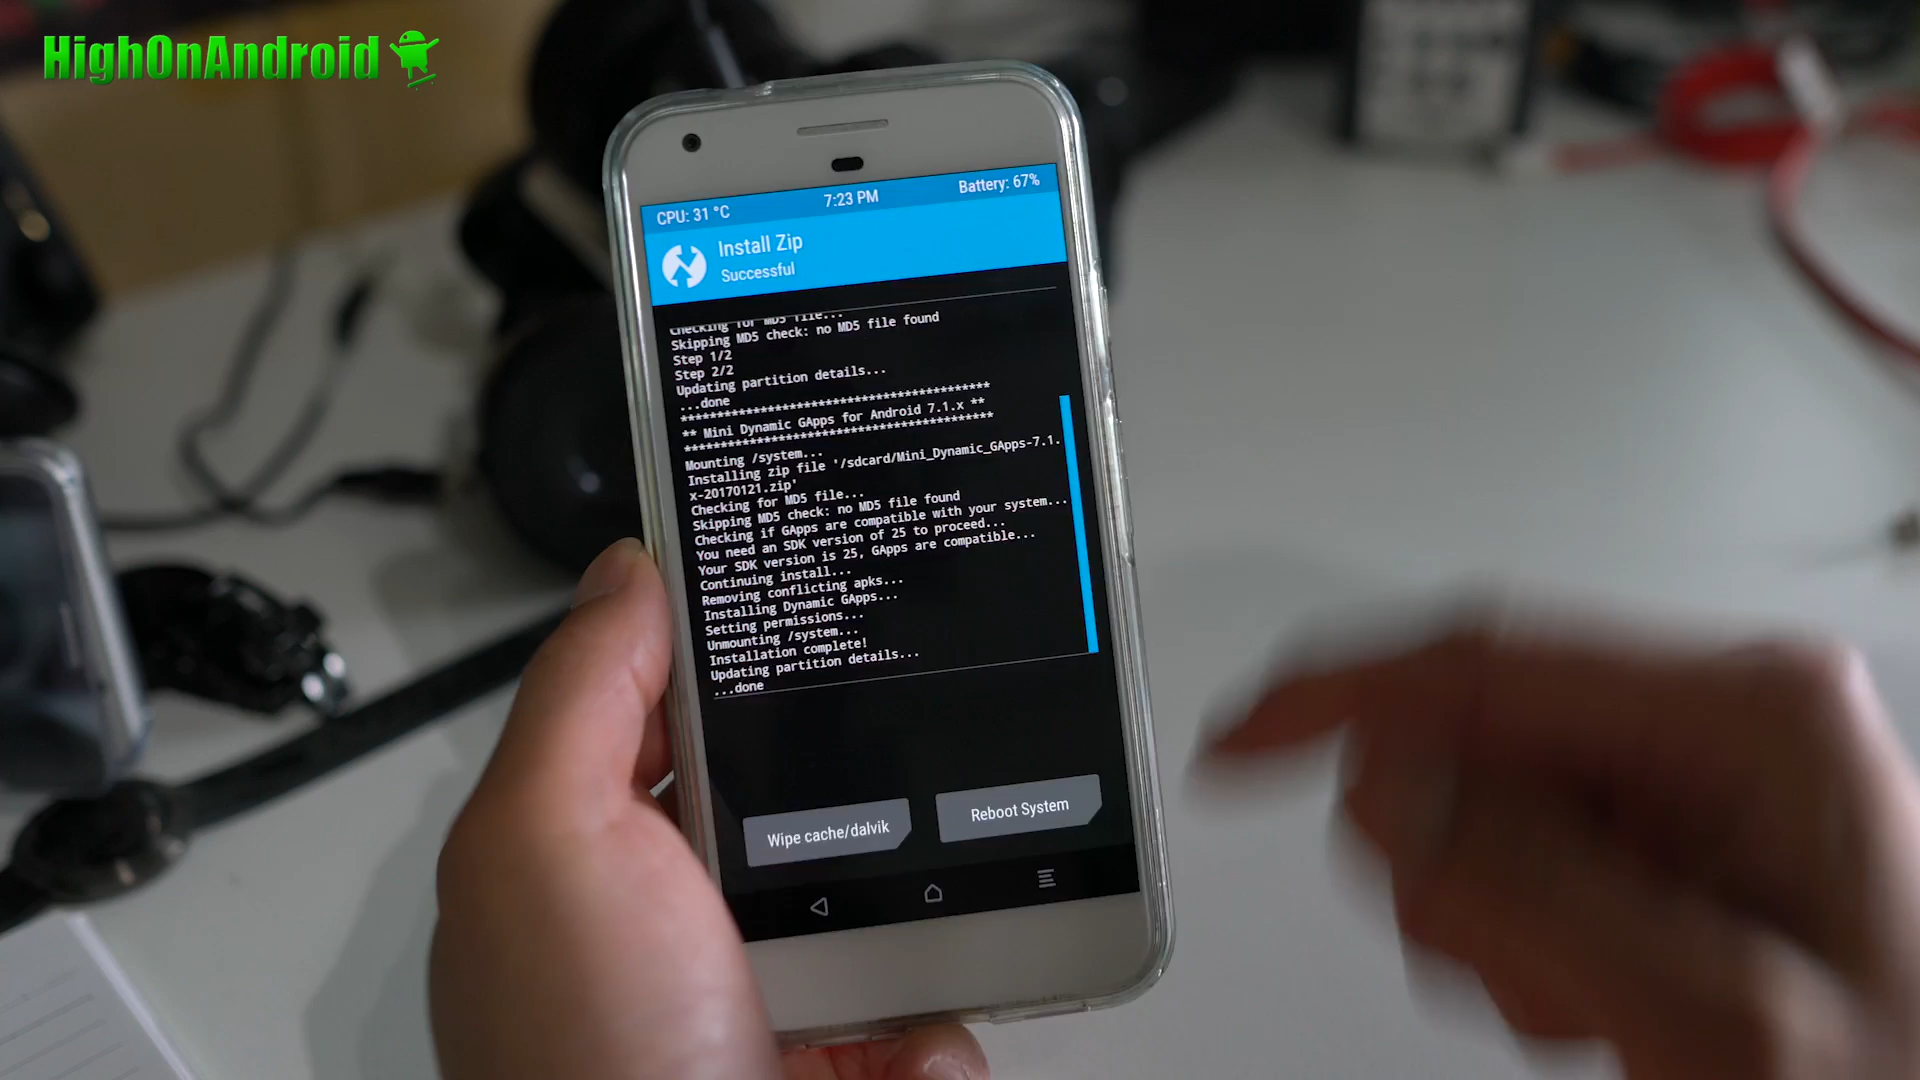 HighOnAndroid
CPU: 31 °C
7:23 PM
Battery: 67%
Install Zip
Successful
Checking for MD5 file...
Skipping MD5 check: no MD5 file found
Step 1/2
Step 2/2
Updating partition details...
...done
****************************************
** Mini Dynamic GApps for Android 7.1.x **
****************************************
Mounting /system...
Installing zip file '/sdcard/Mini_Dynamic_GApps-7.1.
x-20170121.zip'
Checking for MD5 file...
Skipping MD5 check: no MD5 file found
Checking if GApps are compatible with your system...
You need an SDK version of 25 to proceed...
Your SDK version is 25, GApps are compatible...
Continuing install...
Removing conflicting apks...
Installing Dynamic GApps...
Setting permissions...
Unmounting /system...
Installation complete!
Updating partition details...
...done
Wipe cache/dalvik
Reboot System